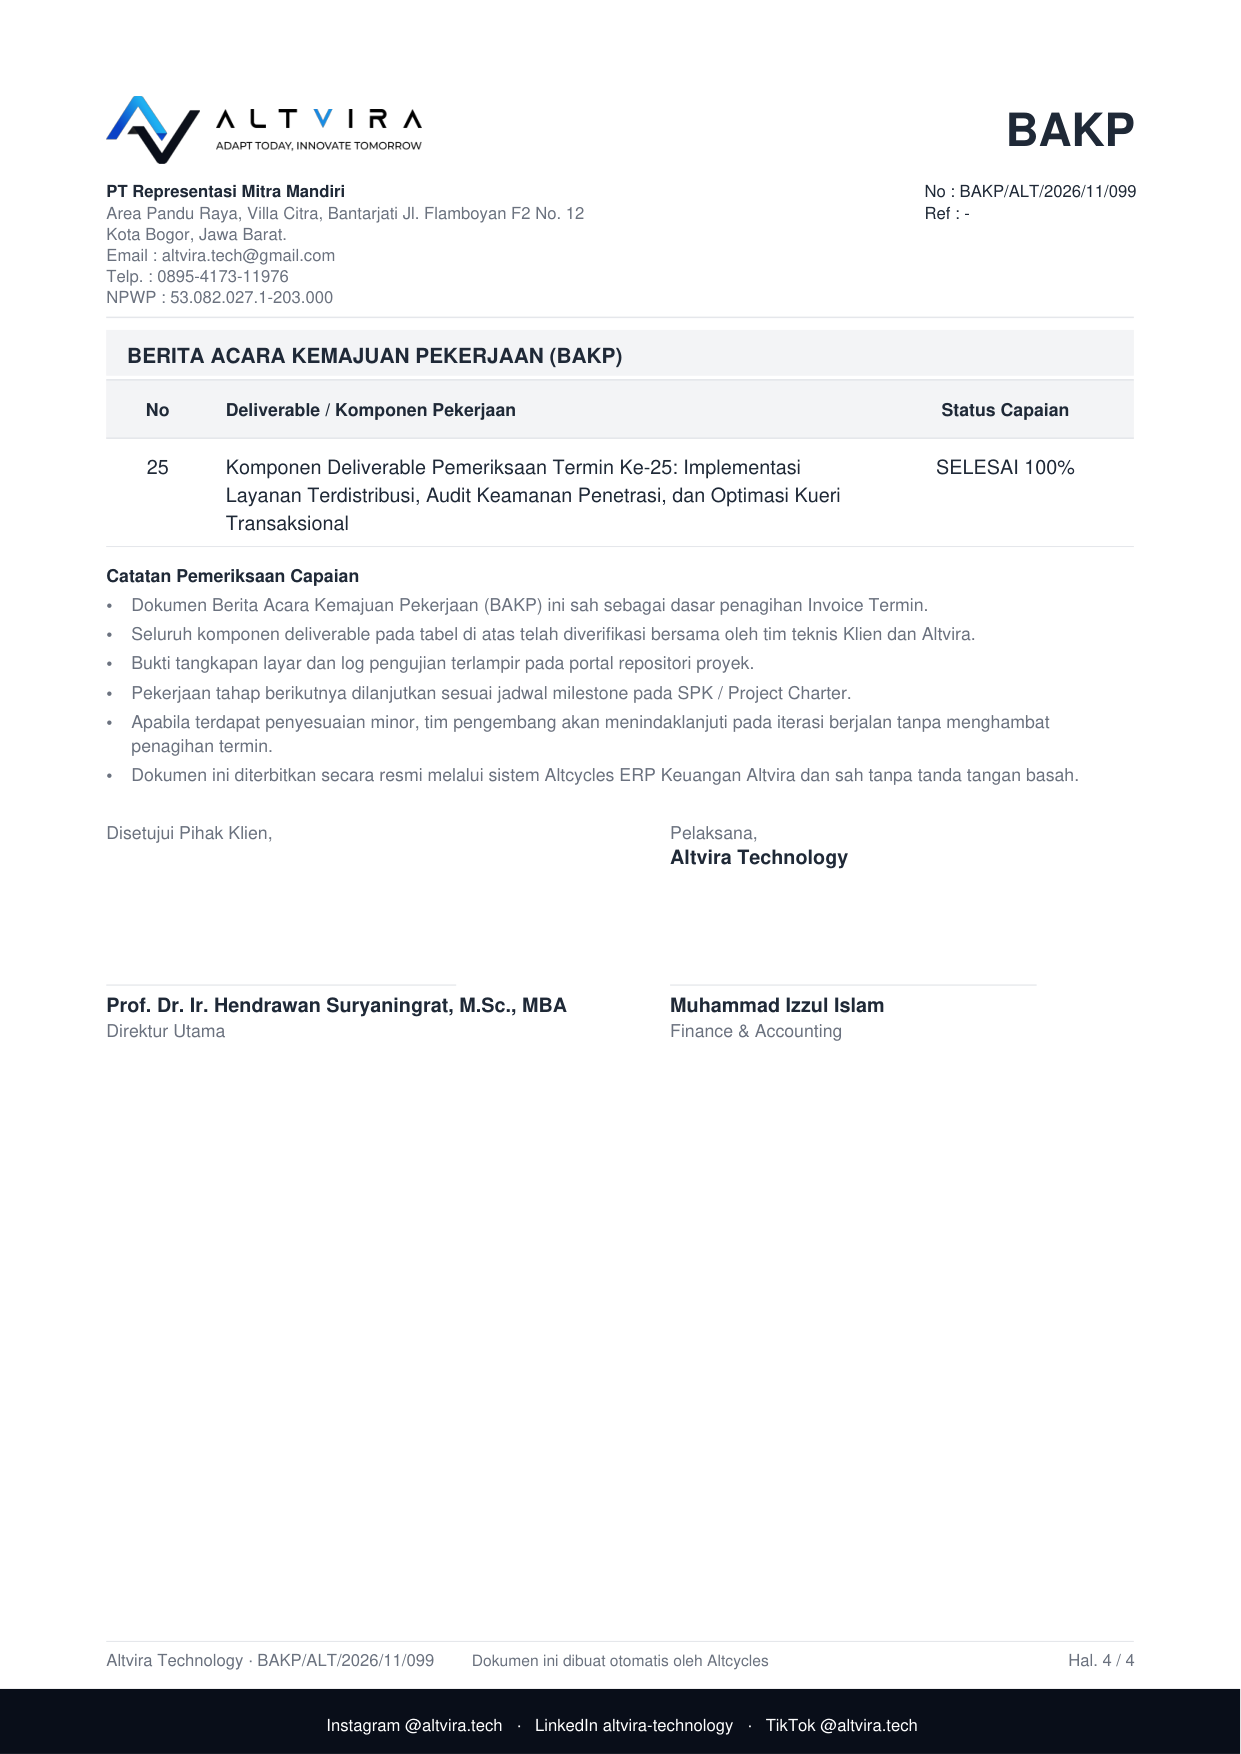 ALTVIRA
ADAPT TODAY, INNOVATE TOMORROW
BAKP
PT Representasi Mitra Mandiri
Area Pandu Raya, Villa Citra, Bantarjati Jl. Flamboyan F2 No. 12
Kota Bogor, Jawa Barat.
Email : altvira.tech@gmail.com
Telp. : 0895-4173-11976
NPWP : 53.082.027.1-203.000
No : BAKP/ALT/2026/11/099
Ref : -
BERITA ACARA KEMAJUAN PEKERJAAN (BAKP)
No Deliverable / Komponen Pekerjaan Status Capaian
25 Komponen Deliverable Pemeriksaan Termin Ke-25: Implementasi SELESAI 100%
Layanan Terdistribusi, Audit Keamanan Penetrasi, dan Optimasi Kueri
Transaksional
Catatan Pemeriksaan Capaian
• Dokumen Berita Acara Kemajuan Pekerjaan (BAKP) ini sah sebagai dasar penagihan Invoice Termin.
• Seluruh komponen deliverable pada tabel di atas telah diverifikasi bersama oleh tim teknis Klien dan Altvira.
• Bukti tangkapan layar dan log pengujian terlampir pada portal repositori proyek.
• Pekerjaan tahap berikutnya dilanjutkan sesuai jadwal milestone pada SPK / Project Charter.
• Apabila terdapat penyesuaian minor, tim pengembang akan menindaklanjuti pada iterasi berjalan tanpa menghambat
penagihan termin.
• Dokumen ini diterbitkan secara resmi melalui sistem Altcycles ERP Keuangan Altvira dan sah tanpa tanda tangan basah.
Disetujui Pihak Klien,
Pelaksana,
Altvira Technology
Prof. Dr. Ir. Hendrawan Suryaningrat, M.Sc., MBA
Direktur Utama
Muhammad Izzul Islam
Finance & Accounting
Altvira Technology · BAKP/ALT/2026/11/099 Dokumen ini dibuat otomatis oleh Altcycles Hal. 4 / 4
Instagram @altvira.tech · LinkedIn altvira-technology · TikTok @altvira.tech